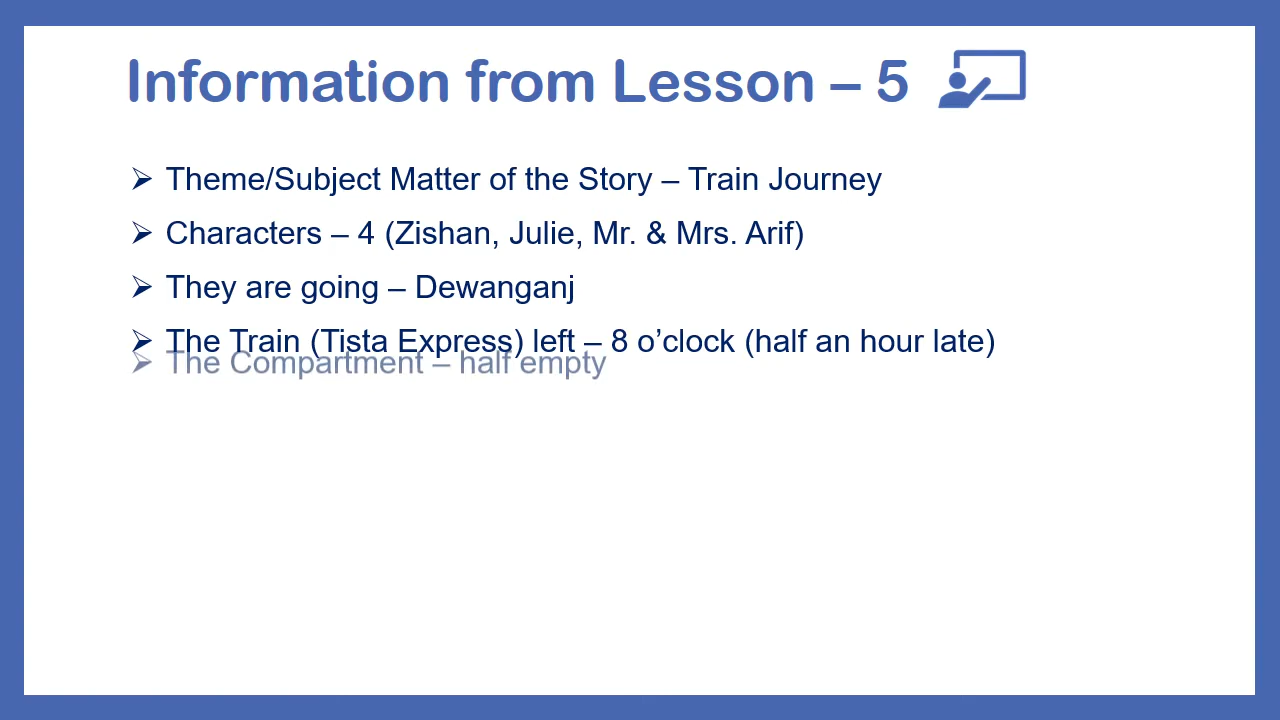 Information from Lesson – 5
➢ Theme/Subject Matter of the Story – Train Journey
➢ Characters – 4 (Zishan, Julie, Mr. & Mrs. Arif)
➢ They are going – Dewanganj
➢ The Train (Tista Express) left – 8 o’clock (half an hour late)
➢ The Compartment – half empty